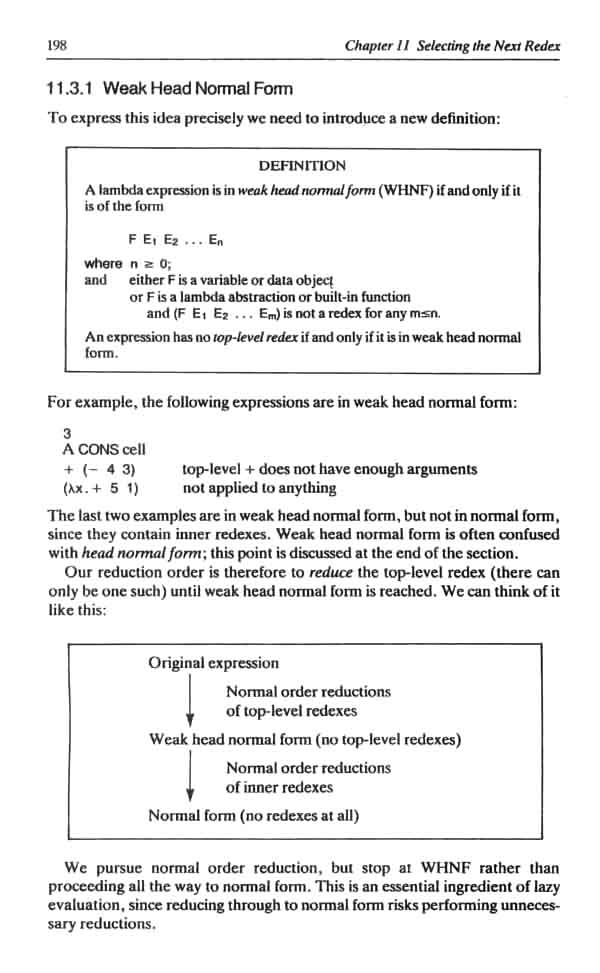 198
Chapter 11 Selecting the Next Redex
11.3.1 Weak Head Normal Form
To express this idea precisely we need to introduce a new definition:
DEFINITION
A lambda expression is in weak head normal form (WHNF) if and only if it
is of the form
F E₁ E₂ ... Eₙ
where n ≥ 0;
and either F is a variable or data object
or F is a lambda abstraction or built-in function
and (F E₁ E₂ ... Eₘ) is not a redex for any m≤n.
An expression has no top-level redex if and only if it is in weak head normal
form.
For example, the following expressions are in weak head normal form:
3
A CONS cell
+ (− 4 3) top-level + does not have enough arguments
(λx.+ 5 1) not applied to anything
The last two examples are in weak head normal form, but not in normal form,
since they contain inner redexes. Weak head normal form is often confused
with head normal form; this point is discussed at the end of the section.
Our reduction order is therefore to reduce the top-level redex (there can
only be one such) until weak head normal form is reached. We can think of it
like this:
Original expression
Normal order reductions
of top-level redexes
Weak head normal form (no top-level redexes)
Normal order reductions
of inner redexes
Normal form (no redexes at all)
We pursue normal order reduction, but stop at WHNF rather than
proceeding all the way to normal form. This is an essential ingredient of lazy
evaluation, since reducing through to normal form risks performing unneces-
sary reductions.